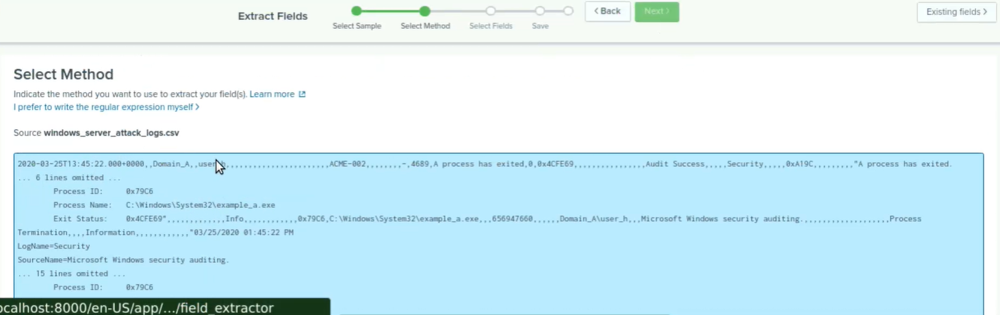 Extract Fields
Select Sample
Select Method
Select Fields
Save
< Back
Next >
Existing fields >
Select Method
Indicate the method you want to use to extract your field(s). Learn more
I prefer to write the regular expression myself >
Source windows_server_attack_logs.csv
2020-03-25T13:45:22.000+0000,,Domain_A,,user_h,,,,,,,,,,,,,,,,,,,,,,ACME-002,,,,,,,-,4689,A process has exited,0,0x4CFE69,,,,,,,,,,,,,,,,Audit Success,,,,,Security,,,,,0xA19C,,,,,,,,,"A process has exited.
... 6 lines omitted ...
Process ID: 0x79C6
Process Name: C:\Windows\System32\example_a.exe
Exit Status: 0x4CFE69",,,,,,,,,,,,,Info,,,,,,,,,,,,0x79C6,C:\Windows\System32\example_a.exe,,,656947660,,,,,,Domain_A\user_h,,,Microsoft Windows security auditing.,,,,,,,,,,,,,,,,,,,Process
Termination,,,,Information,,,,,,,,,,,,"03/25/2020 01:45:22 PM
LogName=Security
SourceName=Microsoft Windows security auditing.
... 15 lines omitted ...
Process ID: 0x79C6
ocalhost:8000/en-US/app/.../field_extractor